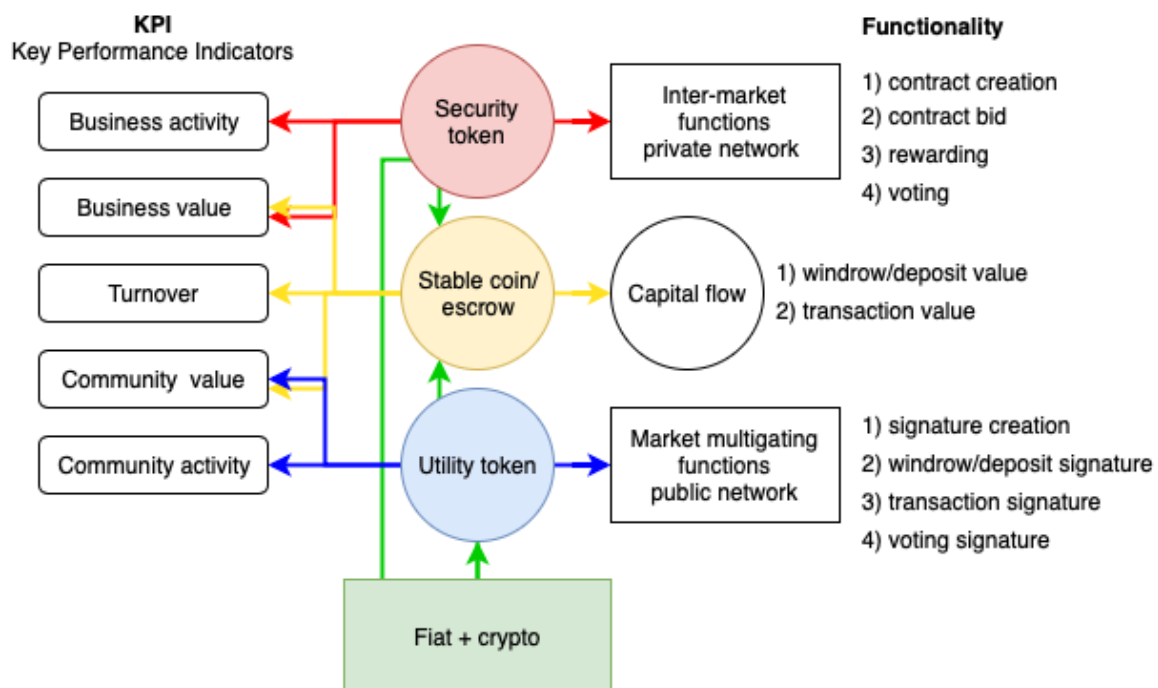 KPI
Key Performance Indicators
Functionality
Business activity
Business value
Turnover
Community value
Community activity
Security
token
Stable coin/
escrow
Utility token
Fiat + crypto
Inter-market
functions
private network
1) contract creation
2) contract bid
3) rewarding
4) voting
Capital flow
1) windrow/deposit value
2) transaction value
Market multigating
functions
public network
1) signature creation
2) windrow/deposit signature
3) transaction signature
4) voting signature